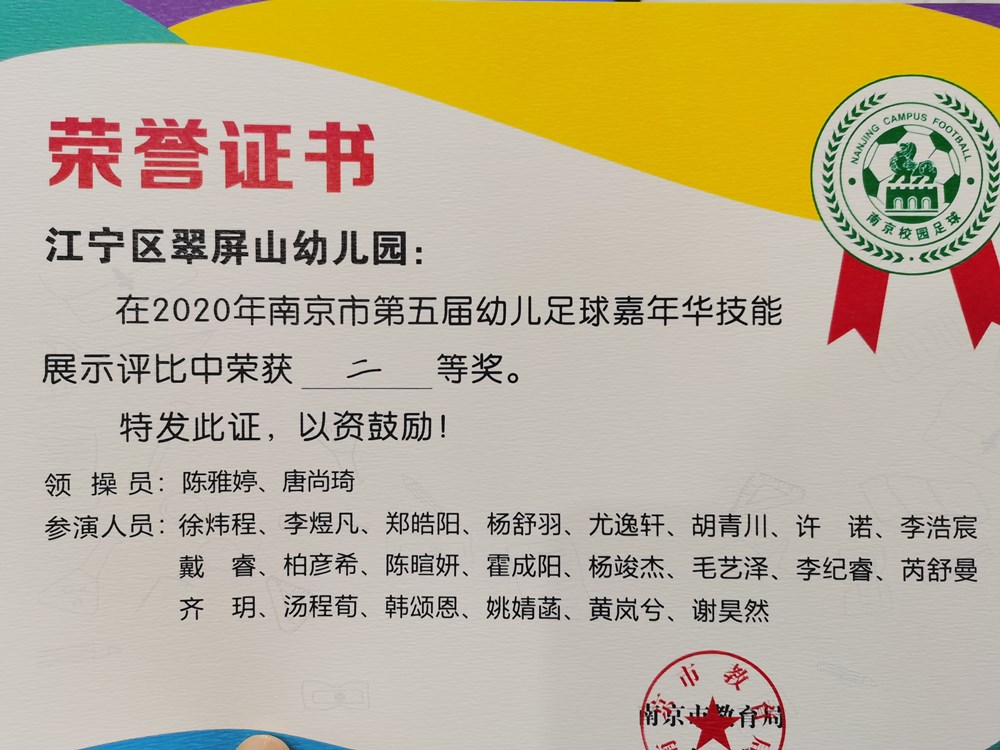 荣誉证书
NANJING CAMPUS FOOTBALL
南京校园足球
江宁区翠屏山幼儿园：
在2020年南京市第五届幼儿足球嘉年华技能
展示评比中荣获 二 等奖。
特发此证，以资鼓励！
领 操 员：陈雅婷、唐尚琦
参演人员：徐炜程、李煜凡、郑皓阳、杨舒羽、尤逸轩、胡青川、许 诺、李浩宸
戴 睿、柏彦希、陈暄妍、霍成阳、杨竣杰、毛艺泽、李纪睿、芮舒曼
齐 玥、汤程荀、韩颂恩、姚婧菡、黄岚兮、谢昊然
南京市教育局